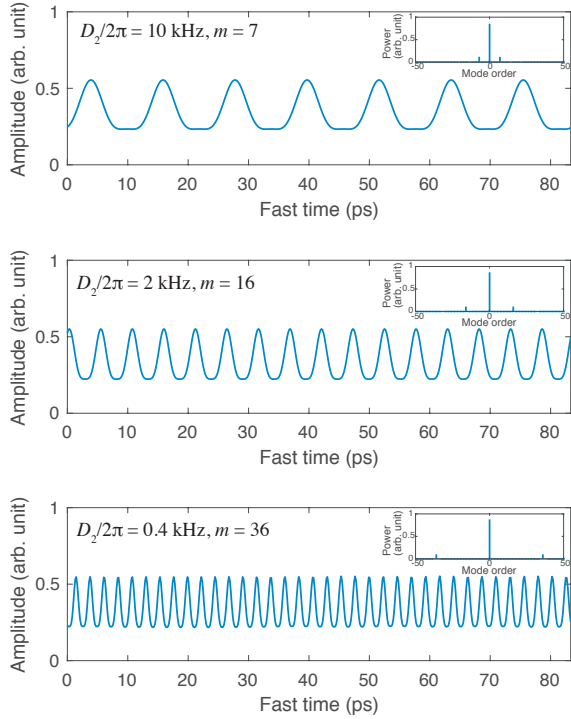 D₂/2π = 10 kHz, m = 7
Amplitude (arb. unit)
1
0.5
0
0 10 20 30 40 50 60 70 80
Fast time (ps)
Power
(arb. unit)
1
0.5
0
-50 0 50
Mode order
D₂/2π = 2 kHz, m = 16
Amplitude (arb. unit)
1
0.5
0
0 10 20 30 40 50 60 70 80
Fast time (ps)
Power
(arb. unit)
1
0.5
0
-50 0 50
Mode order
D₂/2π = 0.4 kHz, m = 36
Amplitude (arb. unit)
1
0.5
0
0 10 20 30 40 50 60 70 80
Fast time (ps)
Power
(arb. unit)
1
0.5
0
-50 0 50
Mode order